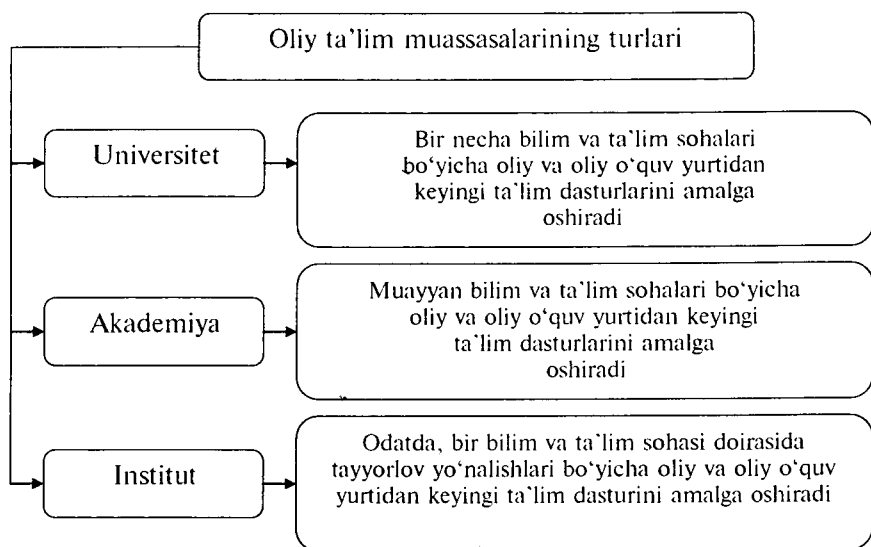 Oliy ta`lim muassasalarining turlari
Universitet
Bir necha bilim va ta`lim sohalari
bo‘yicha oliy va oliy o‘quv yurtidan
keyingi ta`lim dasturlarini amalga
oshiradi
Akademiya
Muayyan bilim va ta`lim sohalari bo‘yicha
oliy va oliy o‘quv yurtidan keyingi
ta`lim dasturlarini amalga
oshiradi
Institut
Odatda, bir bilim va ta`lim sohasi doirasida
tayyorlov yo‘nalishlari bo‘yicha oliy va oliy o‘quv
yurtidan keyingi ta`lim dasturini amalga oshiradi